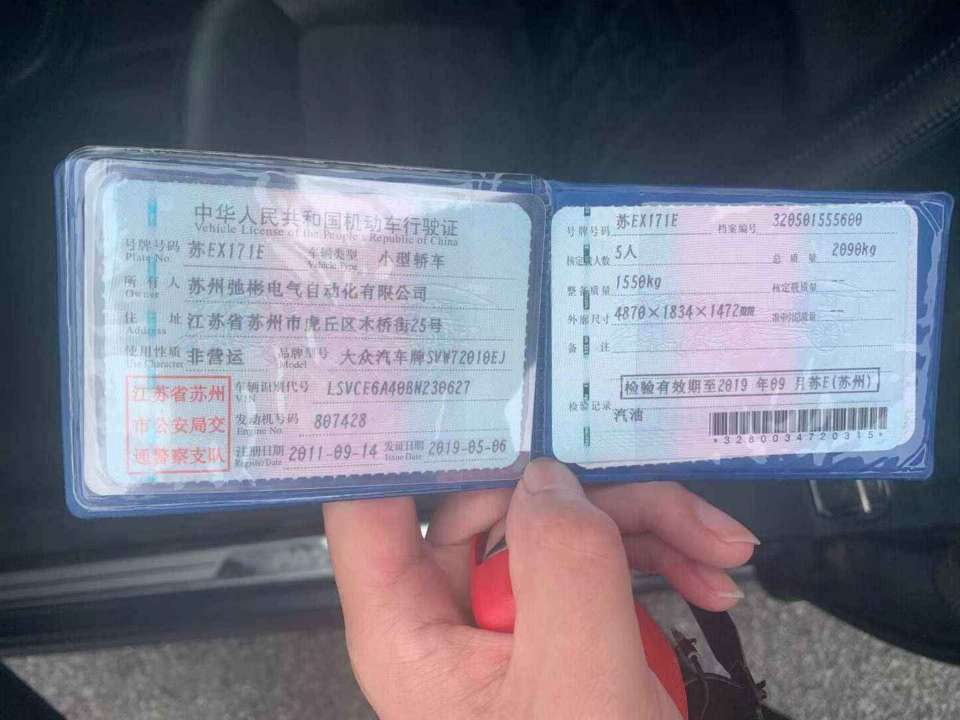 中华人民共和国机动车行驶证
Vehicle License of the People's Republic of China
号牌号码 苏EX171E 车辆类型 小型轿车
Plate No. Vehicle Type
所有人 苏州弛彬电气自动化有限公司
Owner
住址 江苏省苏州市虎丘区木桥街25号
Address
使用性质 非营运 品牌型号 大众汽车牌SVW72010EJ
Use Character Model
江苏省苏州
市公安局交
通警察支队
车辆识别代号 LSVCE6A40BN230627
VIN
发动机号码 807428
Engine No.
注册日期 2011-09-14 发证日期 2019-05-06
Register Date Issue Date
号牌号码 苏EX171E 档案编号 320501555600
核定载人数 5人 总质量 2090kg
整备质量 1550kg 核定载质量 --
外廓尺寸 4870×1834×1472毫米 准牵引总质量 --
备注
检验有效期至2019 年09 月苏E(苏州)
检验记录
汽油
*3260034720315*